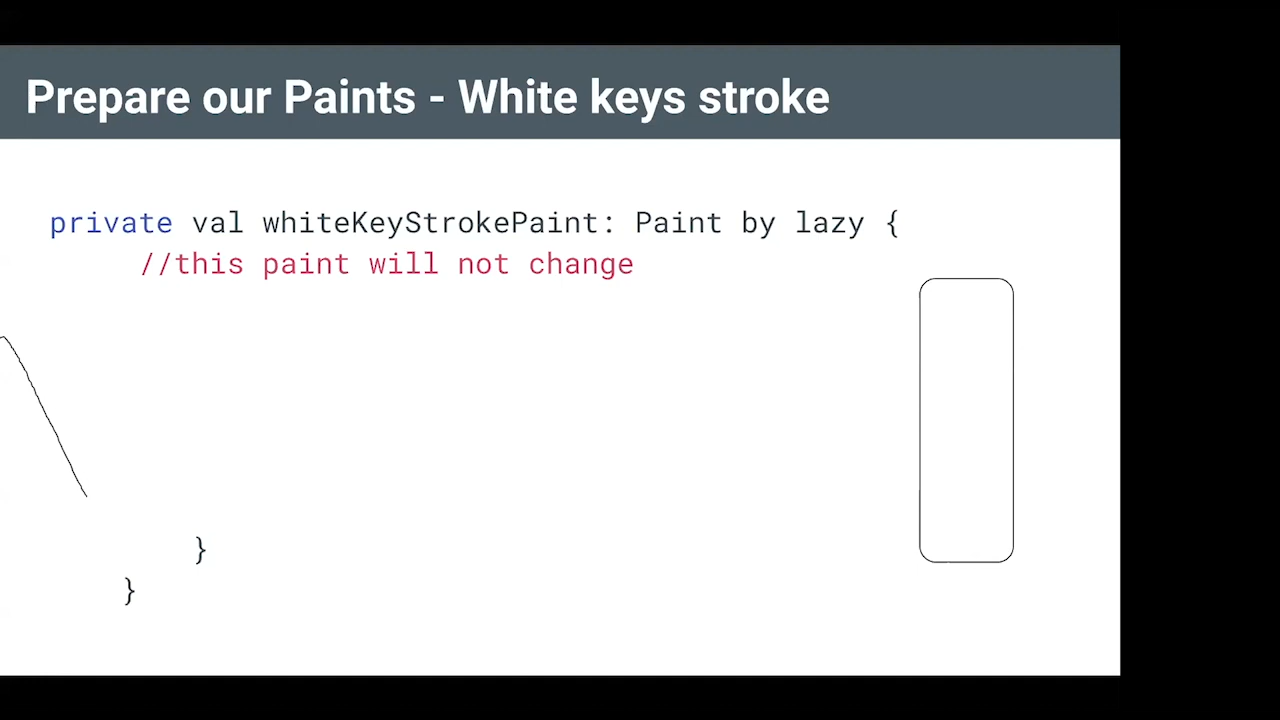 Prepare our Paints - White keys stroke
private val whiteKeyStrokePaint: Paint by lazy {
//this paint will not change
}
}